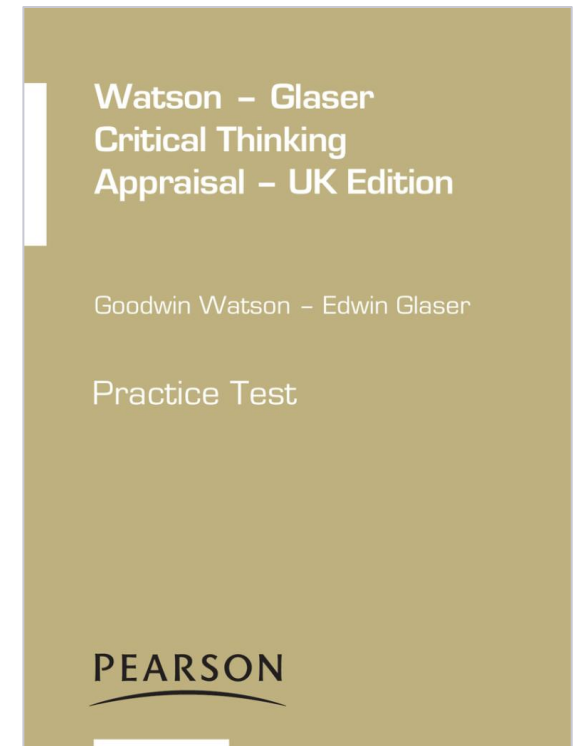 Watson – Glaser
Critical Thinking
Appraisal – UK Edition
Goodwin Watson – Edwin Glaser
Practice Test
PEARSON